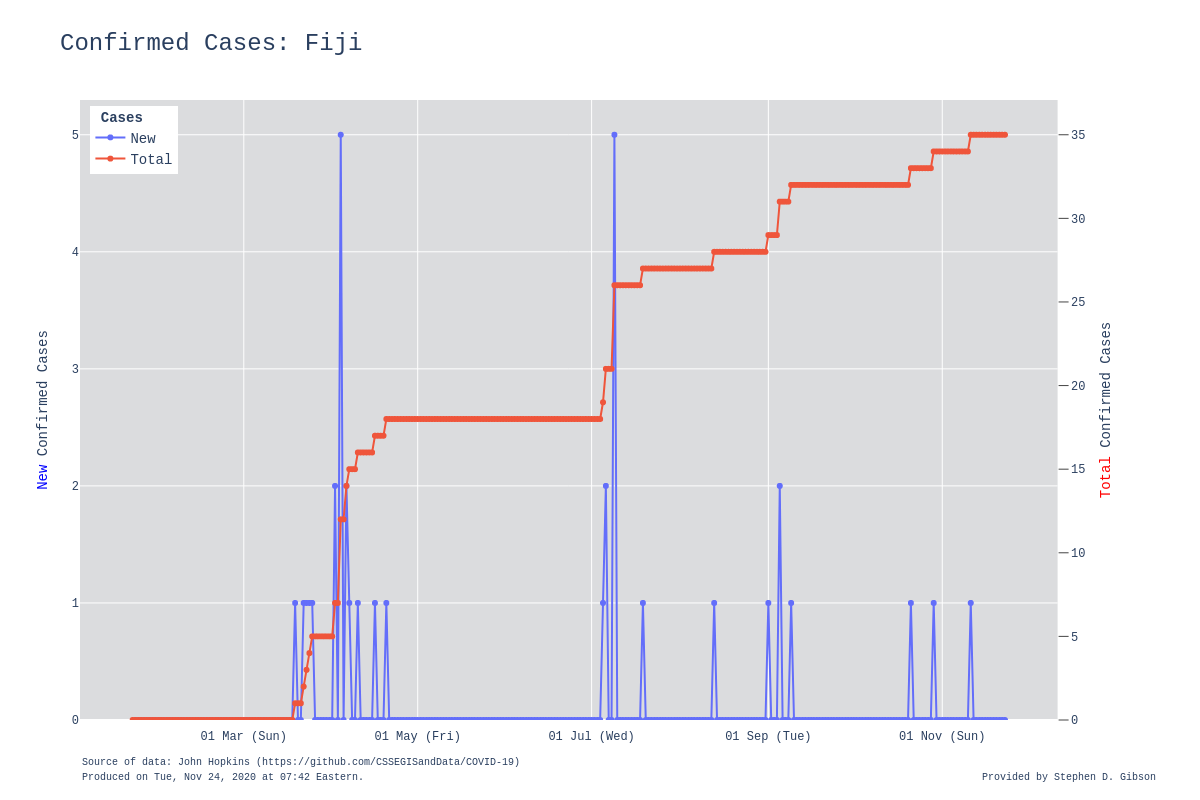 Confirmed Cases: Fiji
Cases
New
Total
5
4
3
2
1
0
35
30
25
20
15
10
5
0
New Confirmed Cases
Total Confirmed Cases
01 Mar (Sun)
01 May (Fri)
01 Jul (Wed)
01 Sep (Tue)
01 Nov (Sun)
Source of data: John Hopkins (https://github.com/CSSEGISandData/COVID-19)
Produced on Tue, Nov 24, 2020 at 07:42 Eastern.
Provided by Stephen D. Gibson